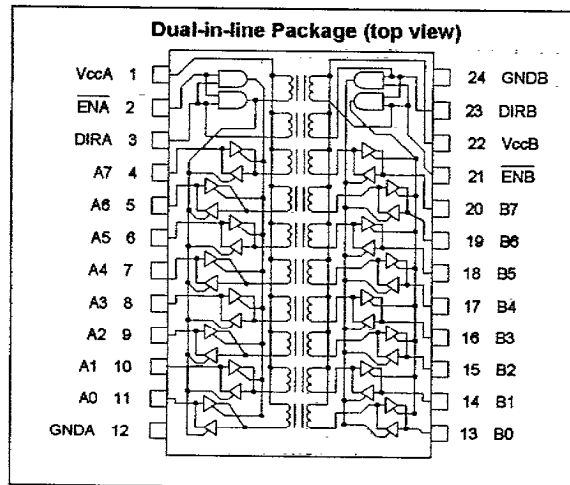 Dual-in-line Package (top view)
VccA 1
ENA 2
DIRA 3
A7 4
A6 5
A5 6
A4 7
A3 8
A2 9
A1 10
A0 11
GNDA 12
24 GNDB
23 DIRB
22 VccB
21 ENB
20 B7
19 B6
18 B5
17 B4
16 B3
15 B2
14 B1
13 B0